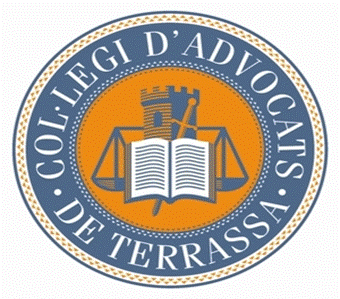 COL·LEGI D'ADVOCATS
· DE TERRASSA ·